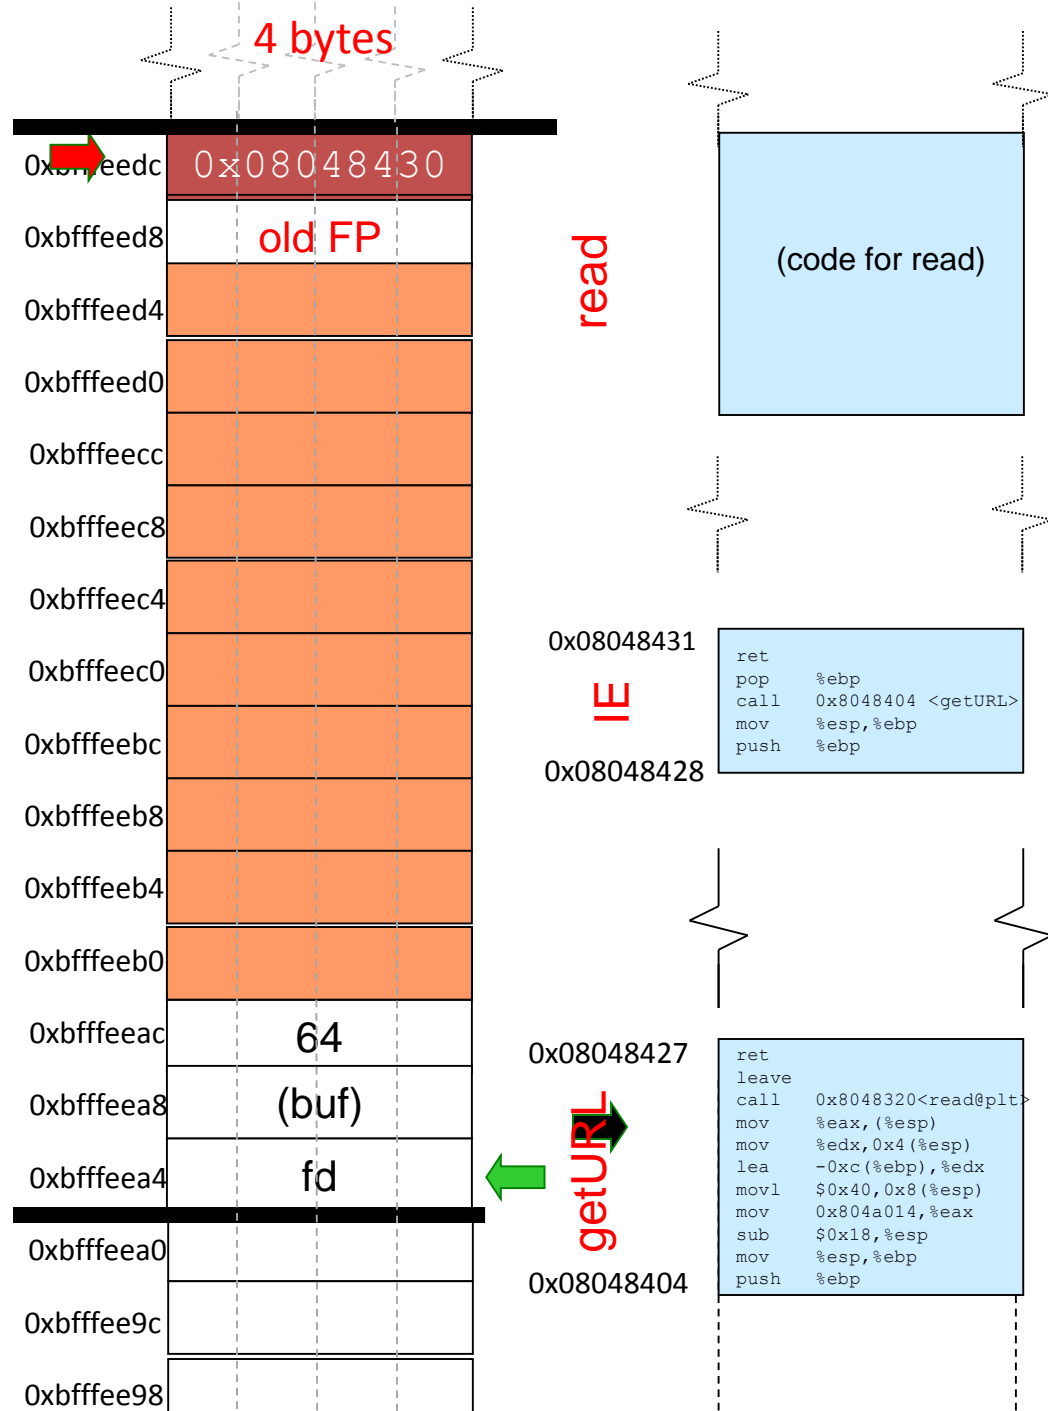 4 bytes
0xbfffeedc
0x08048430
0xbfffeed8
old FP
0xbfffeed4
0xbfffeed0
0xbfffeecc
0xbfffeec8
0xbfffeec4
0xbfffeec0
0xbfffeebc
0xbfffeeb8
0xbfffeeb4
0xbfffeeb0
0xbfffeeac
64
0xbfffeea8
(buf)
0xbfffeea4
fd
0xbfffeea0
0xbfffee9c
0xbfffee98
read
(code for read)
0x08048431
IE
0x08048428
ret
pop %ebp
call 0x8048404 <getURL>
mov %esp,%ebp
push %ebp
0x08048427
getURL
0x08048404
ret
leave
call 0x8048320<read@plt>
mov %eax,(%esp)
mov %edx,0x4(%esp)
lea -0xc(%ebp),%edx
movl $0x40,0x8(%esp)
mov 0x804a014,%eax
sub $0x18,%esp
mov %esp,%ebp
push %ebp